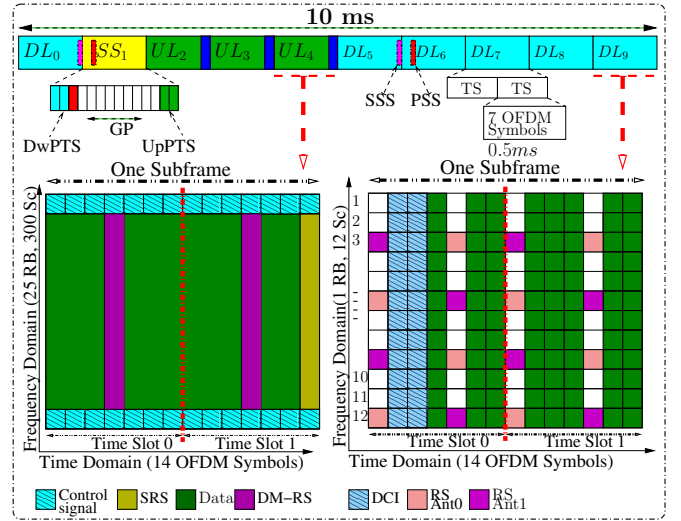 10 ms
DL0 SS1 UL2 UL3 UL4 DL5 DL6 DL7 DL8 DL9
TS TS
SSS PSS
GP
7 OFDM
Symbols
DwPTS UpPTS
0.5ms
One Subframe
One Subframe
Frequency Domain (25 RB, 300 Sc)
Time Slot 0 Time Slot 1
Time Domain (14 OFDM Symbols)
Frequency Domain(1 RB, 12 Sc)
1
2
3
-
-
-
10
11
12
Time Slot 0 Time Slot 1
Time Domain (14 OFDM Symbols)
Control
signal
SRS
Data
DM-RS
DCI
RS
Ant0
RS
Ant1